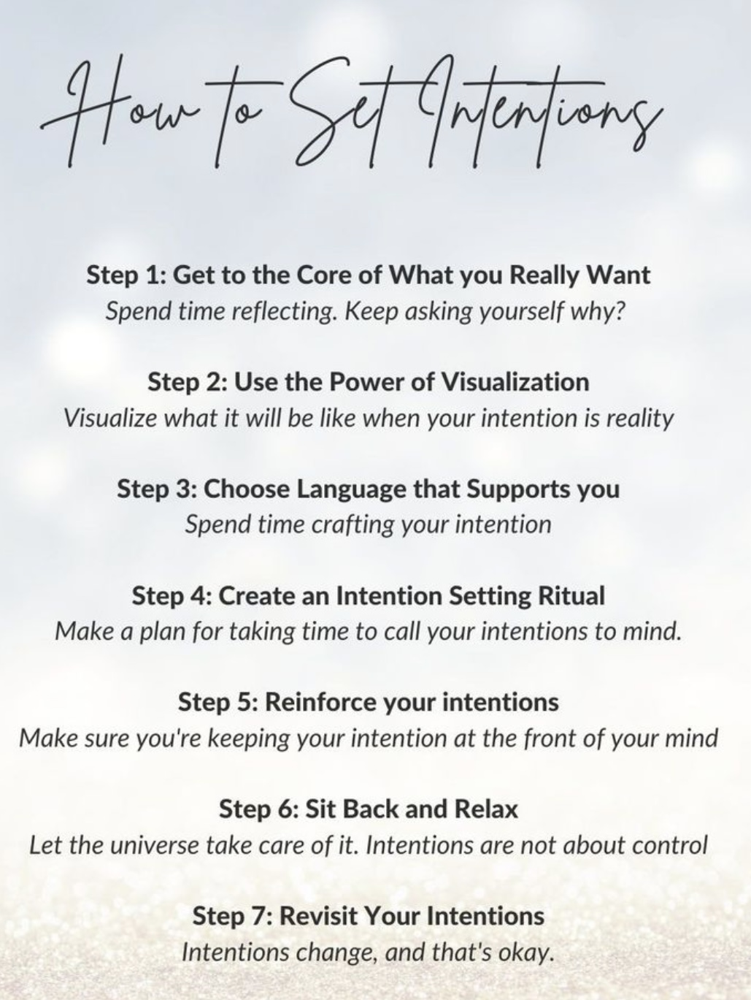 How to Set Intentions
Step 1: Get to the Core of What you Really Want
Spend time reflecting. Keep asking yourself why?
Step 2: Use the Power of Visualization
Visualize what it will be like when your intention is reality
Step 3: Choose Language that Supports you
Spend time crafting your intention
Step 4: Create an Intention Setting Ritual
Make a plan for taking time to call your intentions to mind.
Step 5: Reinforce your intentions
Make sure you're keeping your intention at the front of your mind
Step 6: Sit Back and Relax
Let the universe take care of it. Intentions are not about control
Step 7: Revisit Your Intentions
Intentions change, and that's okay.